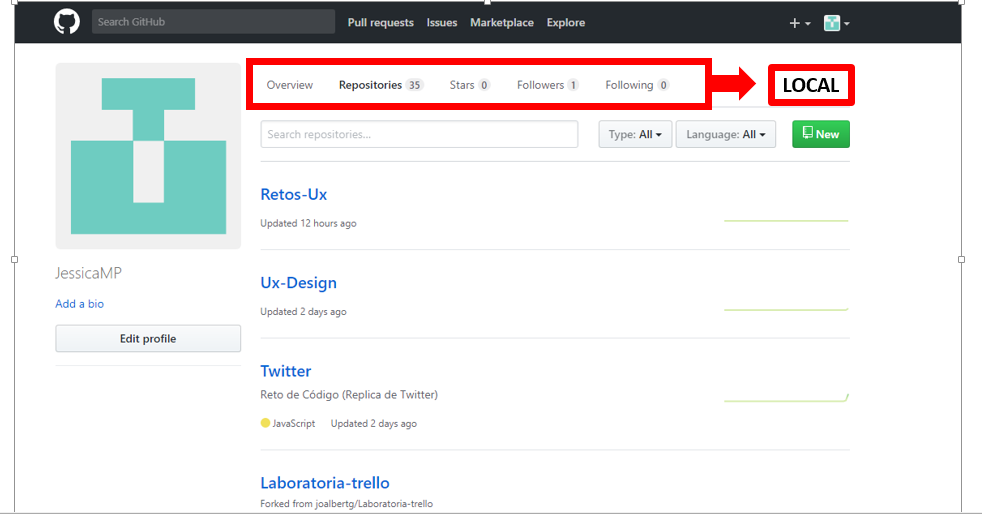 Search GitHub Pull requests Issues Marketplace Explore
Overview Repositories 35 Stars 0 Followers 1 Following 0
LOCAL
Search repositories... Type: All Language: All New
Retos-Ux
Updated 12 hours ago
JessicaMP
Add a bio
Edit profile
Ux-Design
Updated 2 days ago
Twitter
Reto de Código (Replica de Twitter)
JavaScript Updated 2 days ago
Laboratoria-trello
Forked from joalbertg/Laboratoria-trello